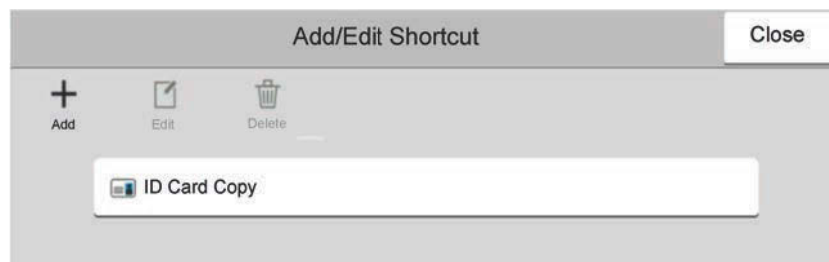 Add/Edit Shortcut
Close
Add
Edit
Delete
ID Card Copy